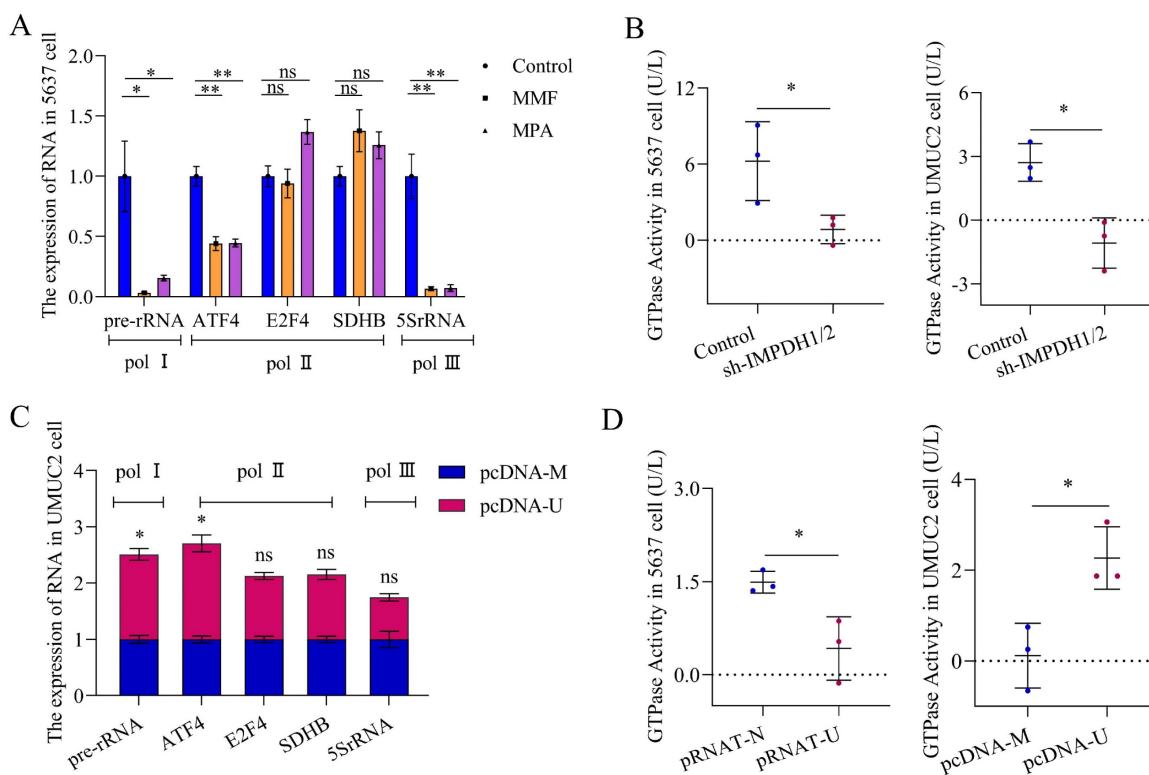 A
The expression of RNA in 5637 cell
2.0
1.5
1.0
0.5
0.0
* * ** ** ns ns ns ns ** **
Control
MMF
MPA
pre-rRNA ATF4 E2F4 SDHB 5SrRNA
pol Ⅰ pol Ⅱ pol Ⅲ
B
GTPase Activity in 5637 cell (U/L)
12
6
0
*
Control
sh-IMPDH1/2
GTPase Activity in UMUC2 cell (U/L)
6
3
0
-3
*
Control
sh-IMPDH1/2
C
The expression of RNA in UMUC2 cell
4
3
2
1
0
pol Ⅰ pol Ⅱ pol Ⅲ
* * ns ns ns
pcDNA-M
pcDNA-U
pre-rRNA ATF4 E2F4 SDHB 5SrRNA
D
GTPase Activity in 5637 cell (U/L)
3.0
1.5
0.0
*
pRNAT-N
pRNAT-U
GTPase Activity in UMUC2 cell (U/L)
4
2
0
*
pcDNA-M
pcDNA-U